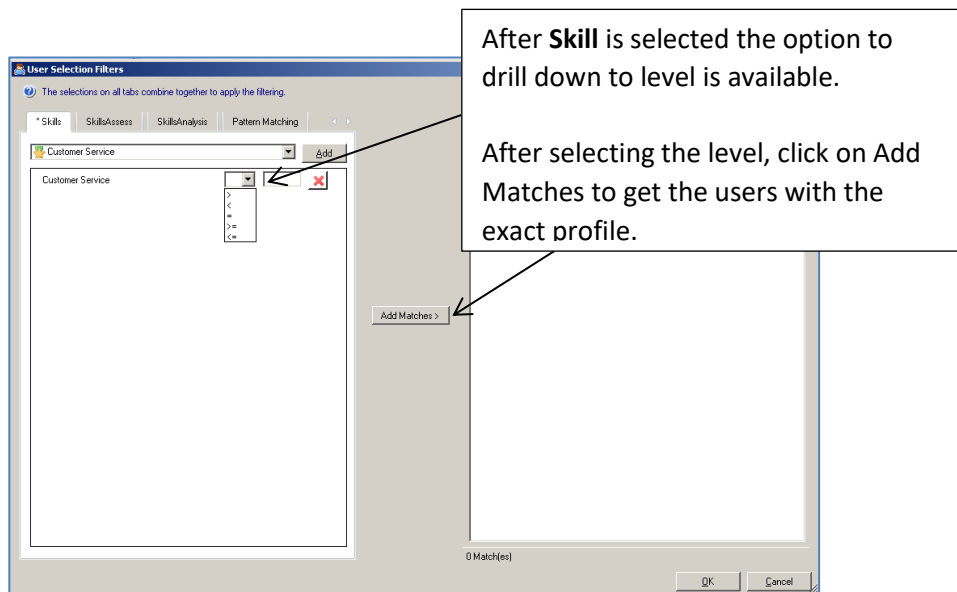 After Skill is selected the option to
drill down to level is available.
After selecting the level, click on Add
Matches to get the users with the
exact profile.
User Selection Filters
The selections on all tabs combine together to apply the filtering.
* Skills SkillsAssess SkillsAnalysis Pattern Matching
Customer Service Add
Customer Service
>
<
=
>=
<=
Add Matches >
0 Match(es)
OK Cancel